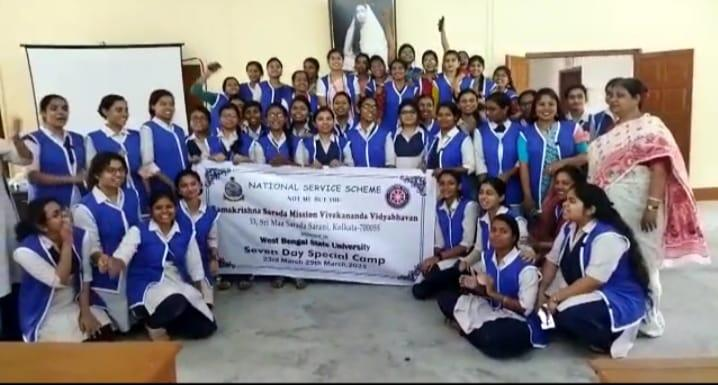 NATIONAL SERVICE SCHEME
NOT ME BUT YOU
Ramakrishna Sarada Mission Vivekananda Vidyabhavan
33, Sri Maa Sarada Sarani, Kolkata-700055
West Bengal State University
Seven Day Special Camp
23rd March-29th March, 2025